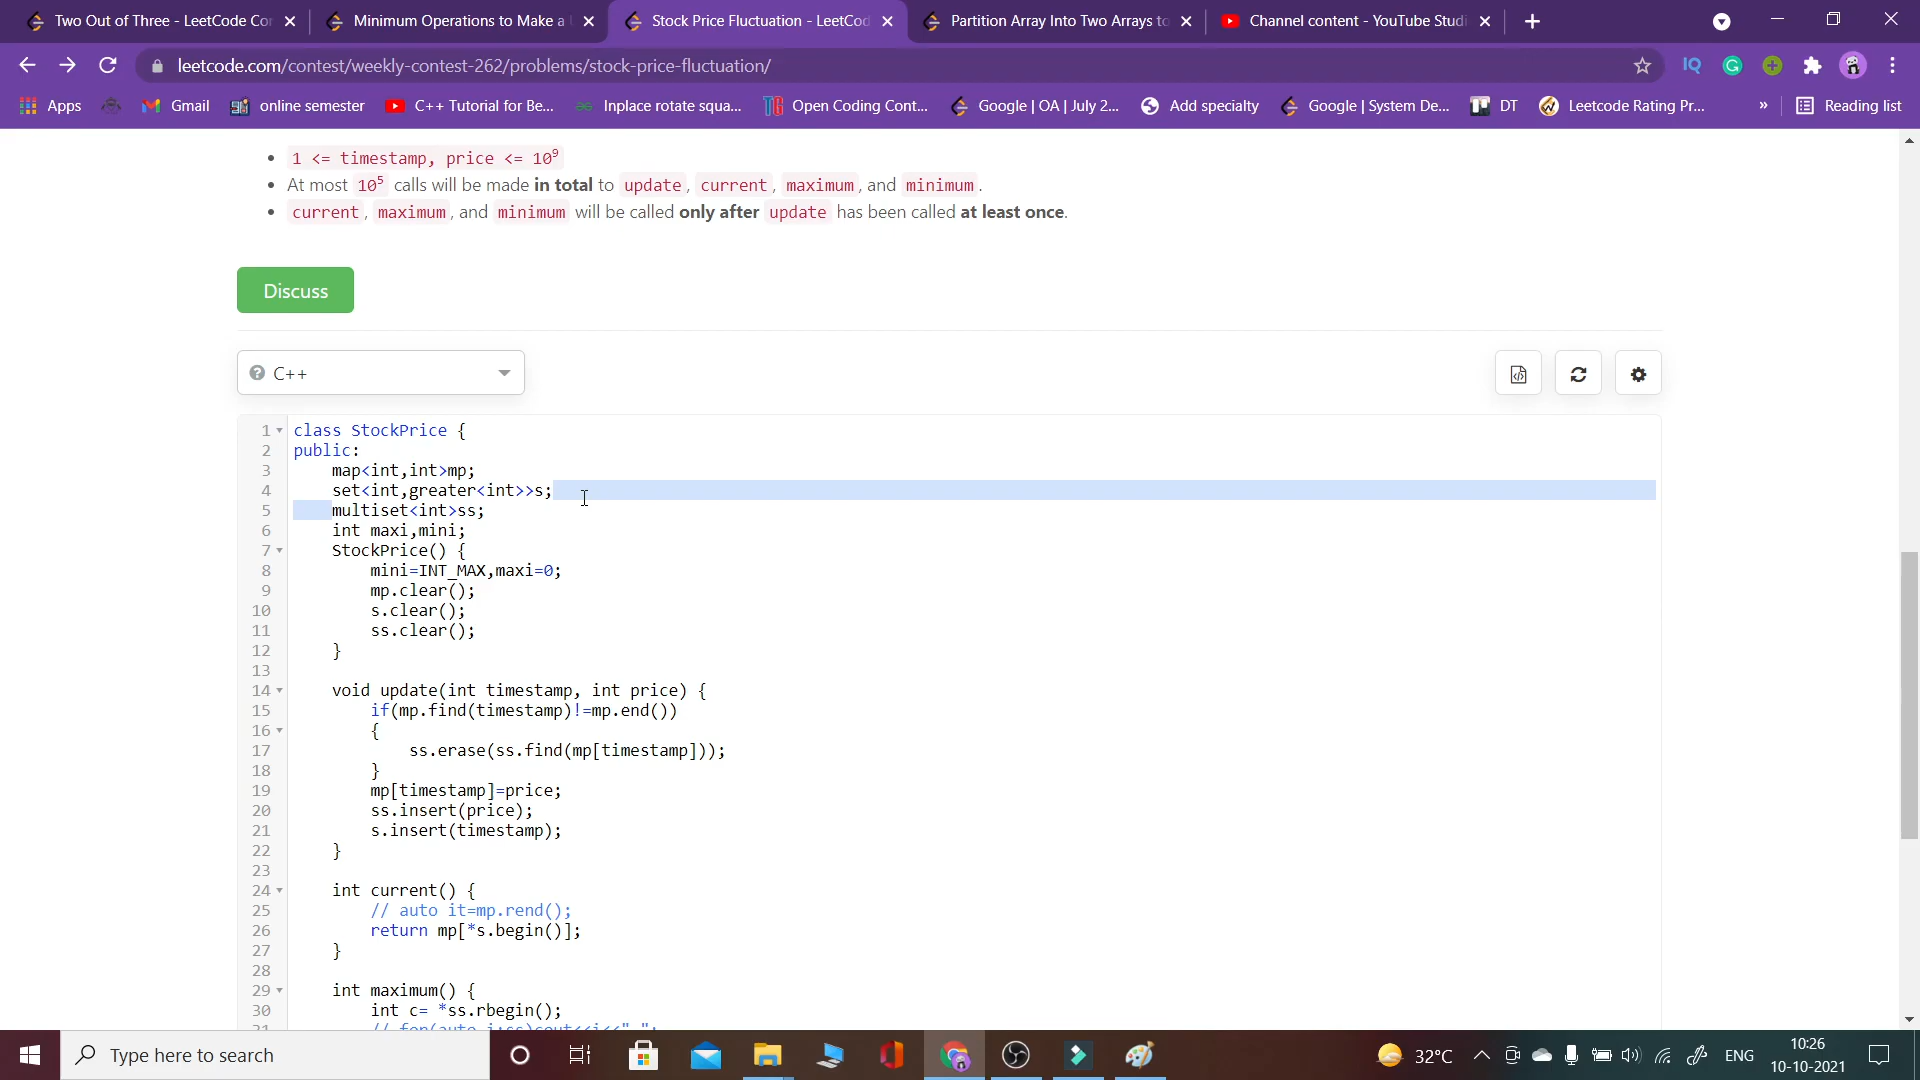 Two Out of Three - LeetCode Co
Minimum Operations to Make a
Stock Price Fluctuation - LeetCod
Partition Array Into Two Arrays to
Channel content - YouTube Studi
leetcode.com/contest/weekly-contest-262/problems/stock-price-fluctuation/
Apps
Gmail
online semester
C++ Tutorial for Be...
Inplace rotate squa...
Open Coding Cont...
Google | OA | July 2...
Add specialty
Google | System De...
DT
Leetcode Rating Pr...
»
Reading list
1 <= timestamp, price <= 10⁹
At most 10⁵ calls will be made in total to update, current, maximum, and minimum.
current, maximum, and minimum will be called only after update has been called at least once.
Discuss
C++
1 class StockPrice {
2 public:
3     map<int,int>mp;
4     set<int,greater<int>>s;
5     multiset<int>ss;
6     int maxi,mini;
7     StockPrice() {
8         mini=INT_MAX,maxi=0;
9         mp.clear();
10         s.clear();
11         ss.clear();
12     }
13
14     void update(int timestamp, int price) {
15         if(mp.find(timestamp)!=mp.end())
16         {
17             ss.erase(ss.find(mp[timestamp]));
18         }
19         mp[timestamp]=price;
20         ss.insert(price);
21         s.insert(timestamp);
22     }
23
24     int current() {
25         // auto it=mp.rend();
26         return mp[*s.begin()];
27     }
28
29     int maximum() {
30         int c= *ss.rbegin();
31         // for(auto i:ss)cout<<i<<" ";
Type here to search
32°C
ENG
10:26
10-10-2021